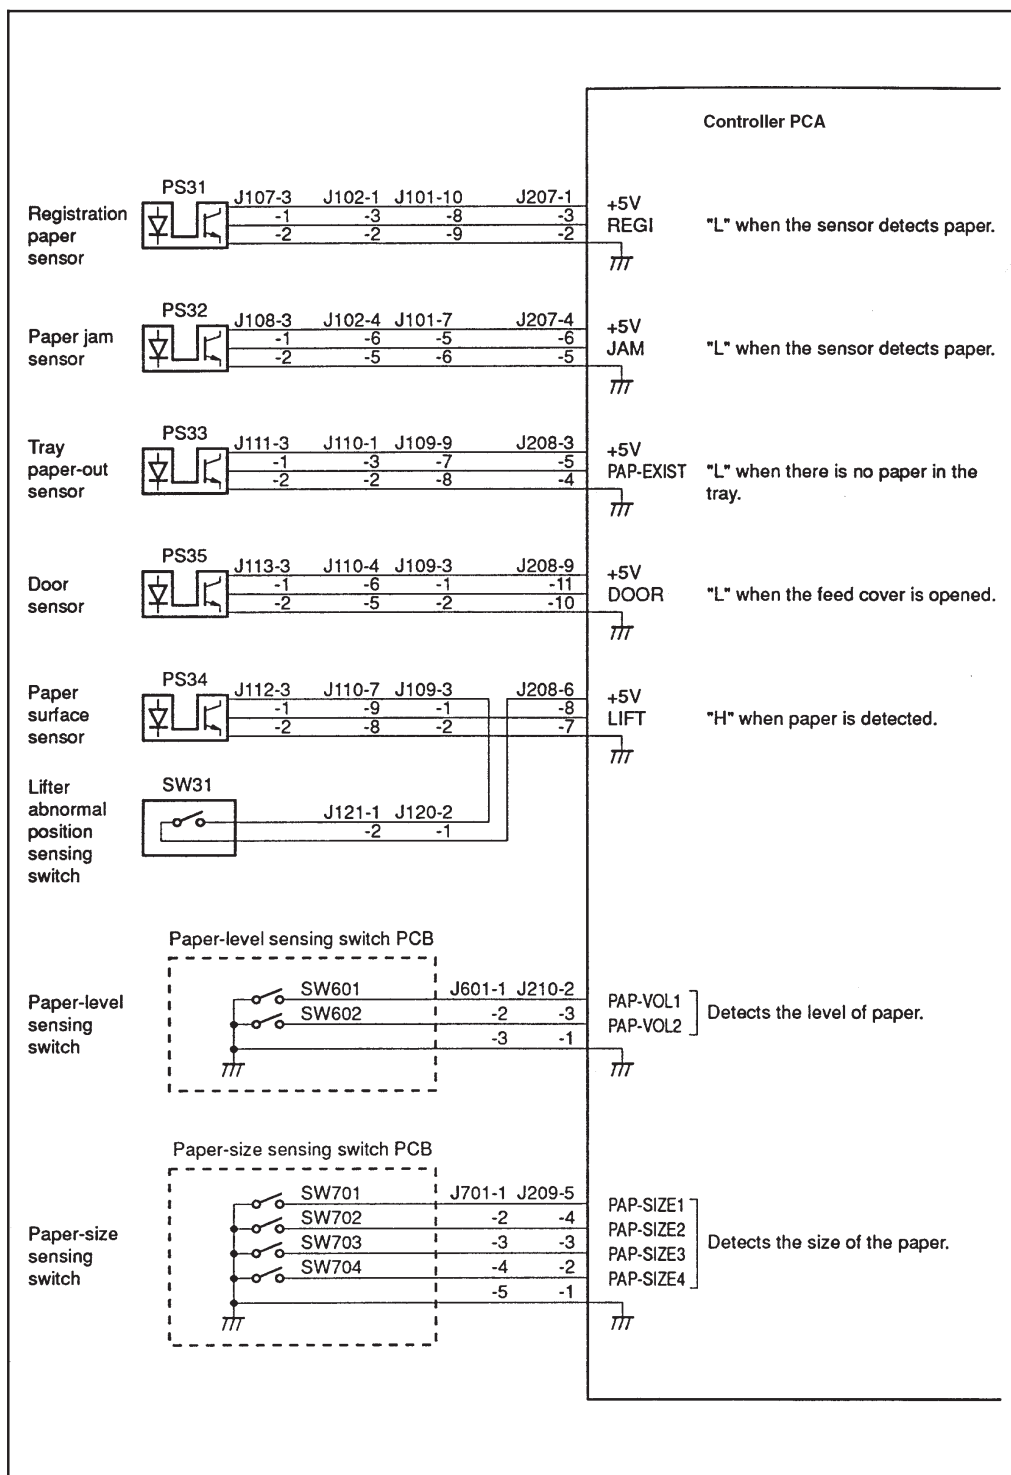 Controller PCA
PS31
Registration paper sensor
J107-3 J102-1 J101-10 J207-1
-1 -3 -8 -3
-2 -2 -9 -2
+5V
REGI
"L" when the sensor detects paper.
PS32
Paper jam sensor
J108-3 J102-4 J101-7 J207-4
-1 -6 -5 -6
-2 -5 -6 -5
+5V
JAM
"L" when the sensor detects paper.
PS33
Tray paper-out sensor
J111-3 J110-1 J109-9 J208-3
-1 -3 -7 -5
-2 -2 -8 -4
+5V
PAP-EXIST
"L" when there is no paper in the
tray.
PS35
Door sensor
J113-3 J110-4 J109-3 J208-9
-1 -6 -1 -11
-2 -5 -2 -10
+5V
DOOR
"L" when the feed cover is opened.
PS34
Paper surface sensor
J112-3 J110-7 J109-3 J208-6
-1 -9 -1 -8
-2 -8 -2 -7
+5V
LIFT
"H" when paper is detected.
SW31
Lifter abnormal position sensing switch
J121-1 J120-2
-2 -1
Paper-level sensing switch PCB
Paper-level sensing switch
SW601 J601-1 J210-2 PAP-VOL1
SW602 -2 -3 PAP-VOL2
-3 -1
Detects the level of paper.
Paper-size sensing switch PCB
Paper-size sensing switch
SW701 J701-1 J209-5 PAP-SIZE1
SW702 -2 -4 PAP-SIZE2
SW703 -3 -3 PAP-SIZE3
SW704 -4 -2 PAP-SIZE4
-5 -1
Detects the size of the paper.